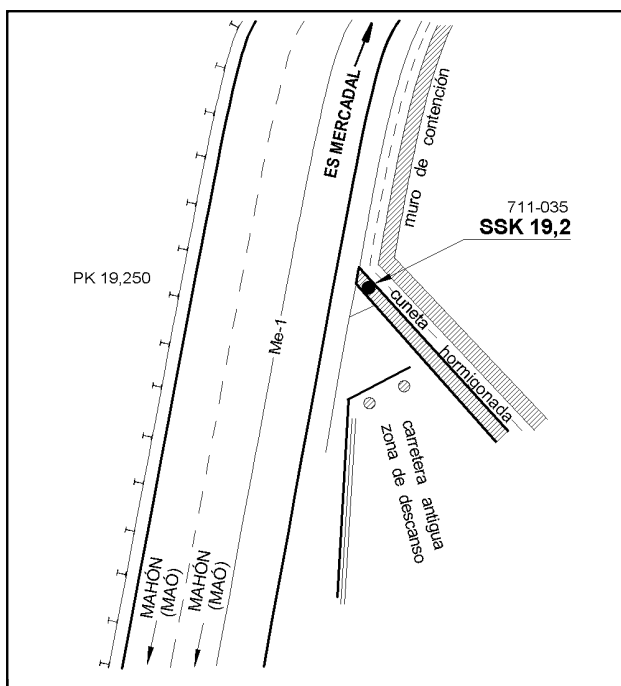 ES MERCADAL
muro de contención
711-035
SSK 19,2
PK 19,250
Me-1
cuneta hormigonada
carretera antigua
zona de descanso
MAHÓN
(MAÓ)
MAHÓN
(MAÓ)